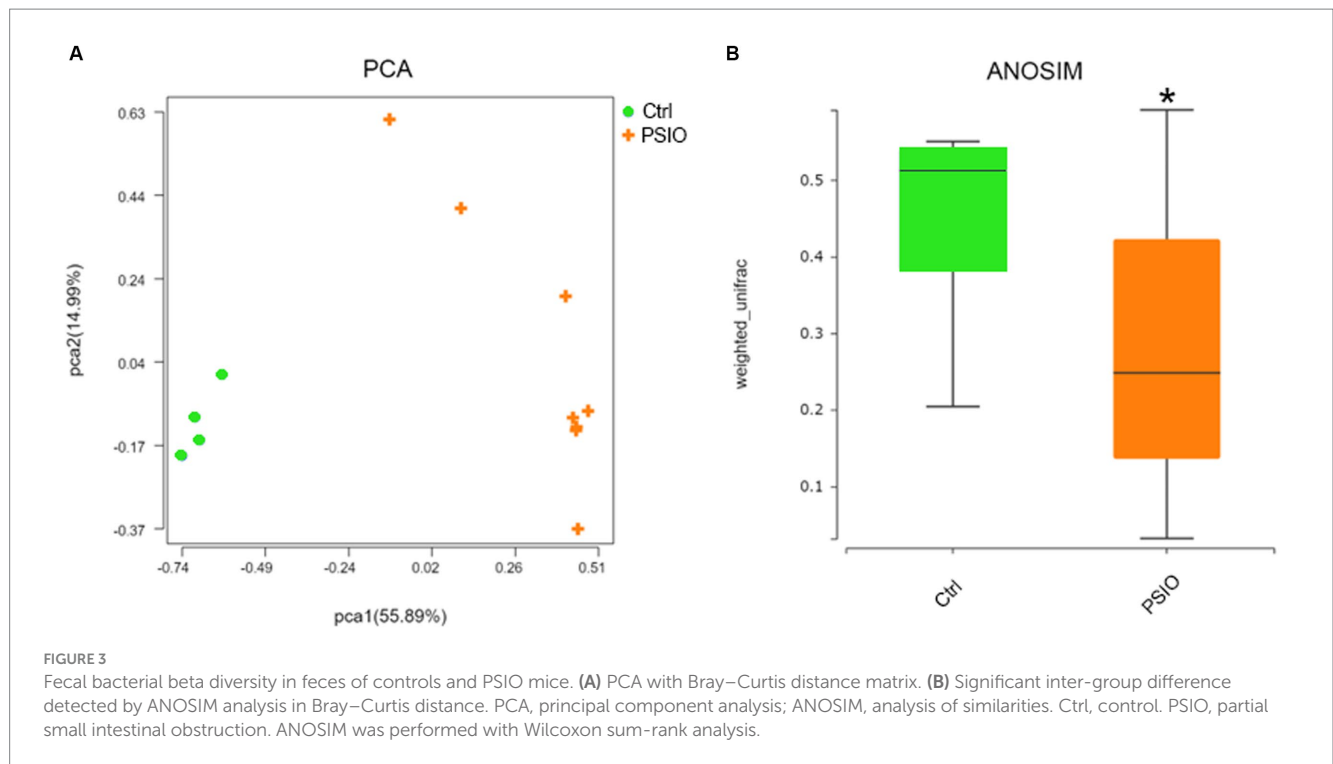 A
PCA
0.63
0.44
0.24
0.04
-0.17
-0.37
pca2(14.99%)
-0.74 -0.49 -0.24 0.02 0.26 0.51
pca1(55.89%)
Ctrl
PSIO
B
ANOSIM
*
0.5
0.4
0.3
0.2
0.1
weighted_unifrac
Ctrl PSIO
FIGURE 3
Fecal bacterial beta diversity in feces of controls and PSIO mice. (A) PCA with Bray–Curtis distance matrix. (B) Significant inter-group difference
detected by ANOSIM analysis in Bray–Curtis distance. PCA, principal component analysis; ANOSIM, analysis of similarities. Ctrl, control. PSIO, partial
small intestinal obstruction. ANOSIM was performed with Wilcoxon sum-rank analysis.